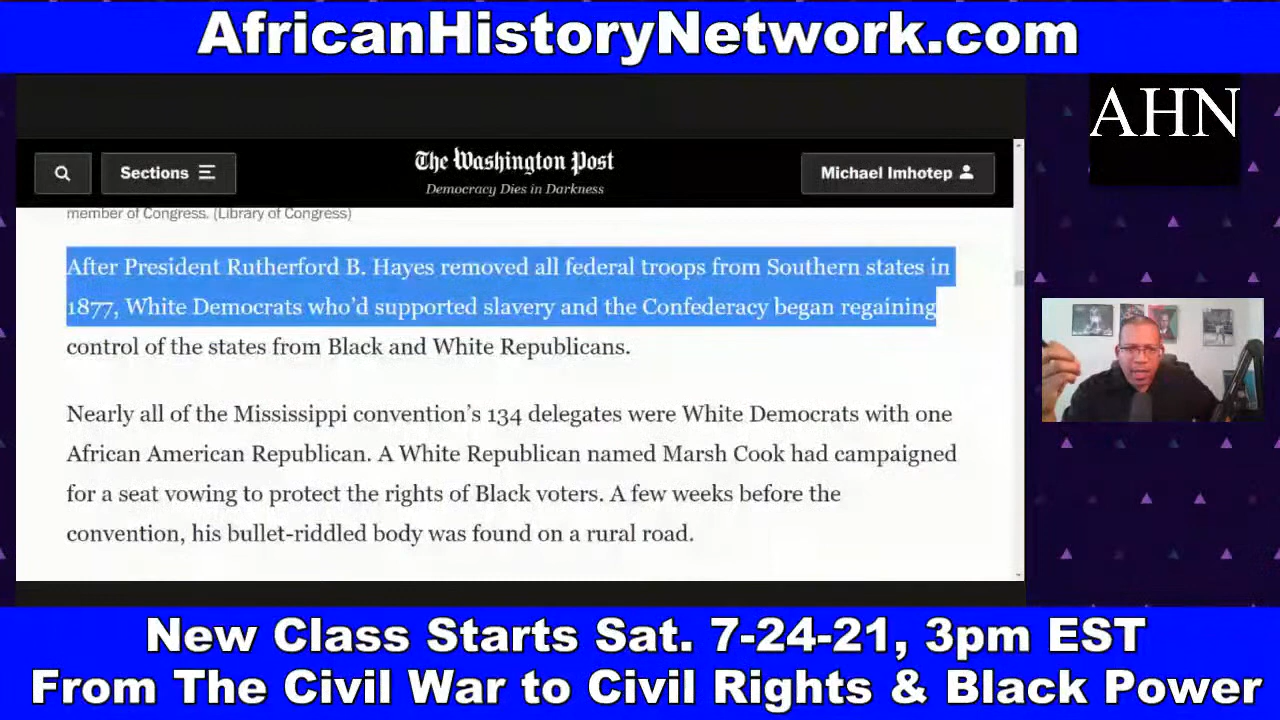 AfricanHistoryNetwork.com
AHN
Sections
The Washington Post
Democracy Dies in Darkness
Michael Imhotep
member of Congress. (Library of Congress)
After President Rutherford B. Hayes removed all federal troops from Southern states in
1877, White Democrats who'd supported slavery and the Confederacy began regaining
control of the states from Black and White Republicans.
Nearly all of the Mississippi convention's 134 delegates were White Democrats with one
African American Republican. A White Republican named Marsh Cook had campaigned
for a seat vowing to protect the rights of Black voters. A few weeks before the
convention, his bullet-riddled body was found on a rural road.
New Class Starts Sat. 7-24-21, 3pm EST
From The Civil War to Civil Rights & Black Power